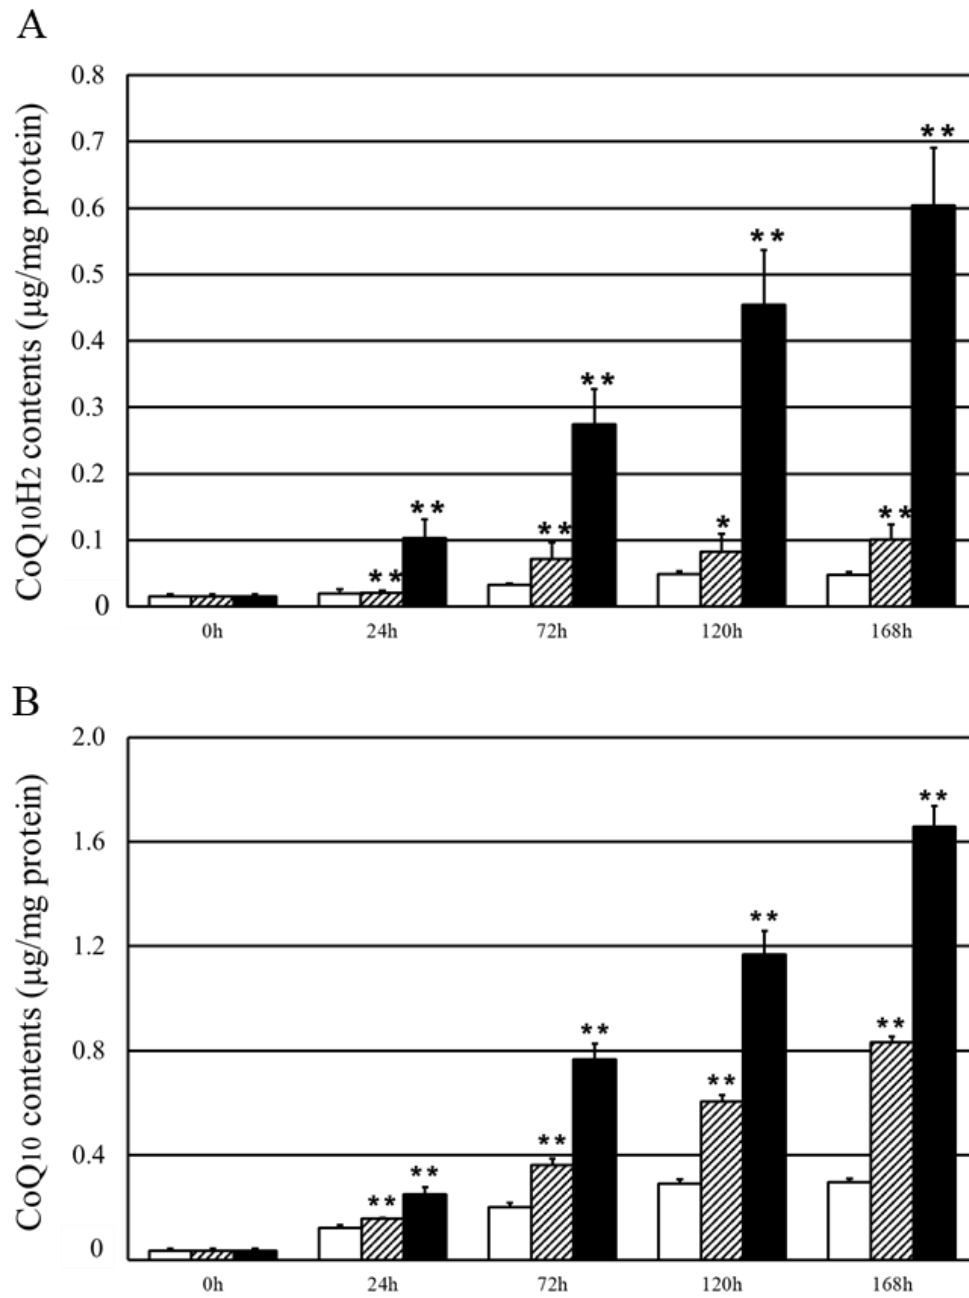 A
CoQ10H2 contents (µg/mg protein)
0.8
0.7
0.6
0.5
0.4
0.3
0.2
0.1
0
**
**
**
**
**
*
**
**
0h
24h
72h
120h
168h
B
CoQ10 contents (µg/mg protein)
2.0
1.6
1.2
0.8
0.4
0
**
**
**
**
**
**
**
**
0h
24h
72h
120h
168h